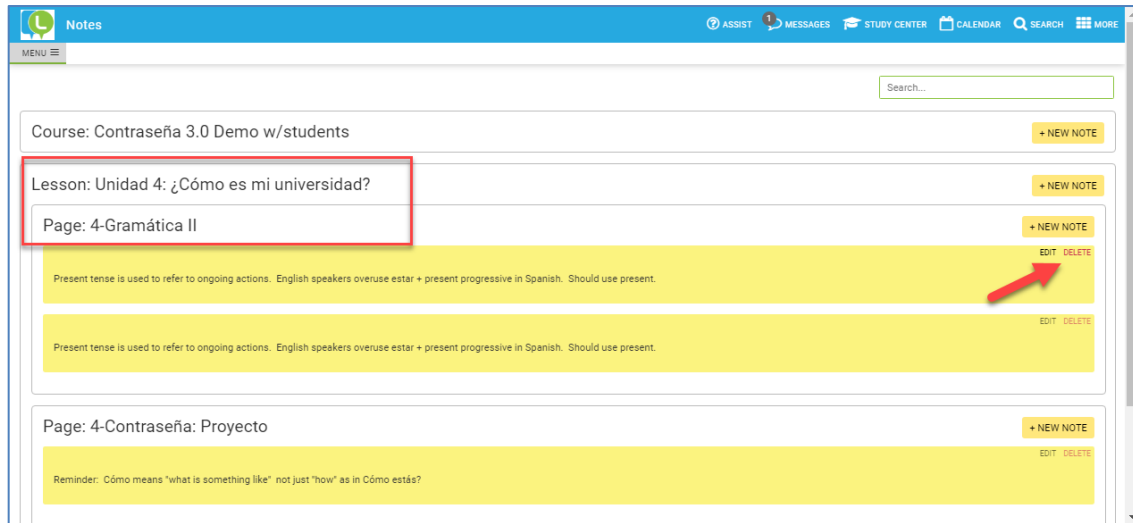 Notes
ASSIST 1 MESSAGES STUDY CENTER CALENDAR SEARCH MORE
MENU
Search...
Course: Contraseña 3.0 Demo w/students
+ NEW NOTE
Lesson: Unidad 4: ¿Cómo es mi universidad?
+ NEW NOTE
Page: 4-Gramática II
+ NEW NOTE
EDIT DELETE
Present tense is used to refer to ongoing actions. English speakers overuse estar + present progressive in Spanish. Should use present.
EDIT DELETE
Present tense is used to refer to ongoing actions. English speakers overuse estar + present progressive in Spanish. Should use present.
Page: 4-Contraseña: Proyecto
+ NEW NOTE
EDIT DELETE
Reminder: Cómo means "what is something like" not just "how" as in Cómo estás?